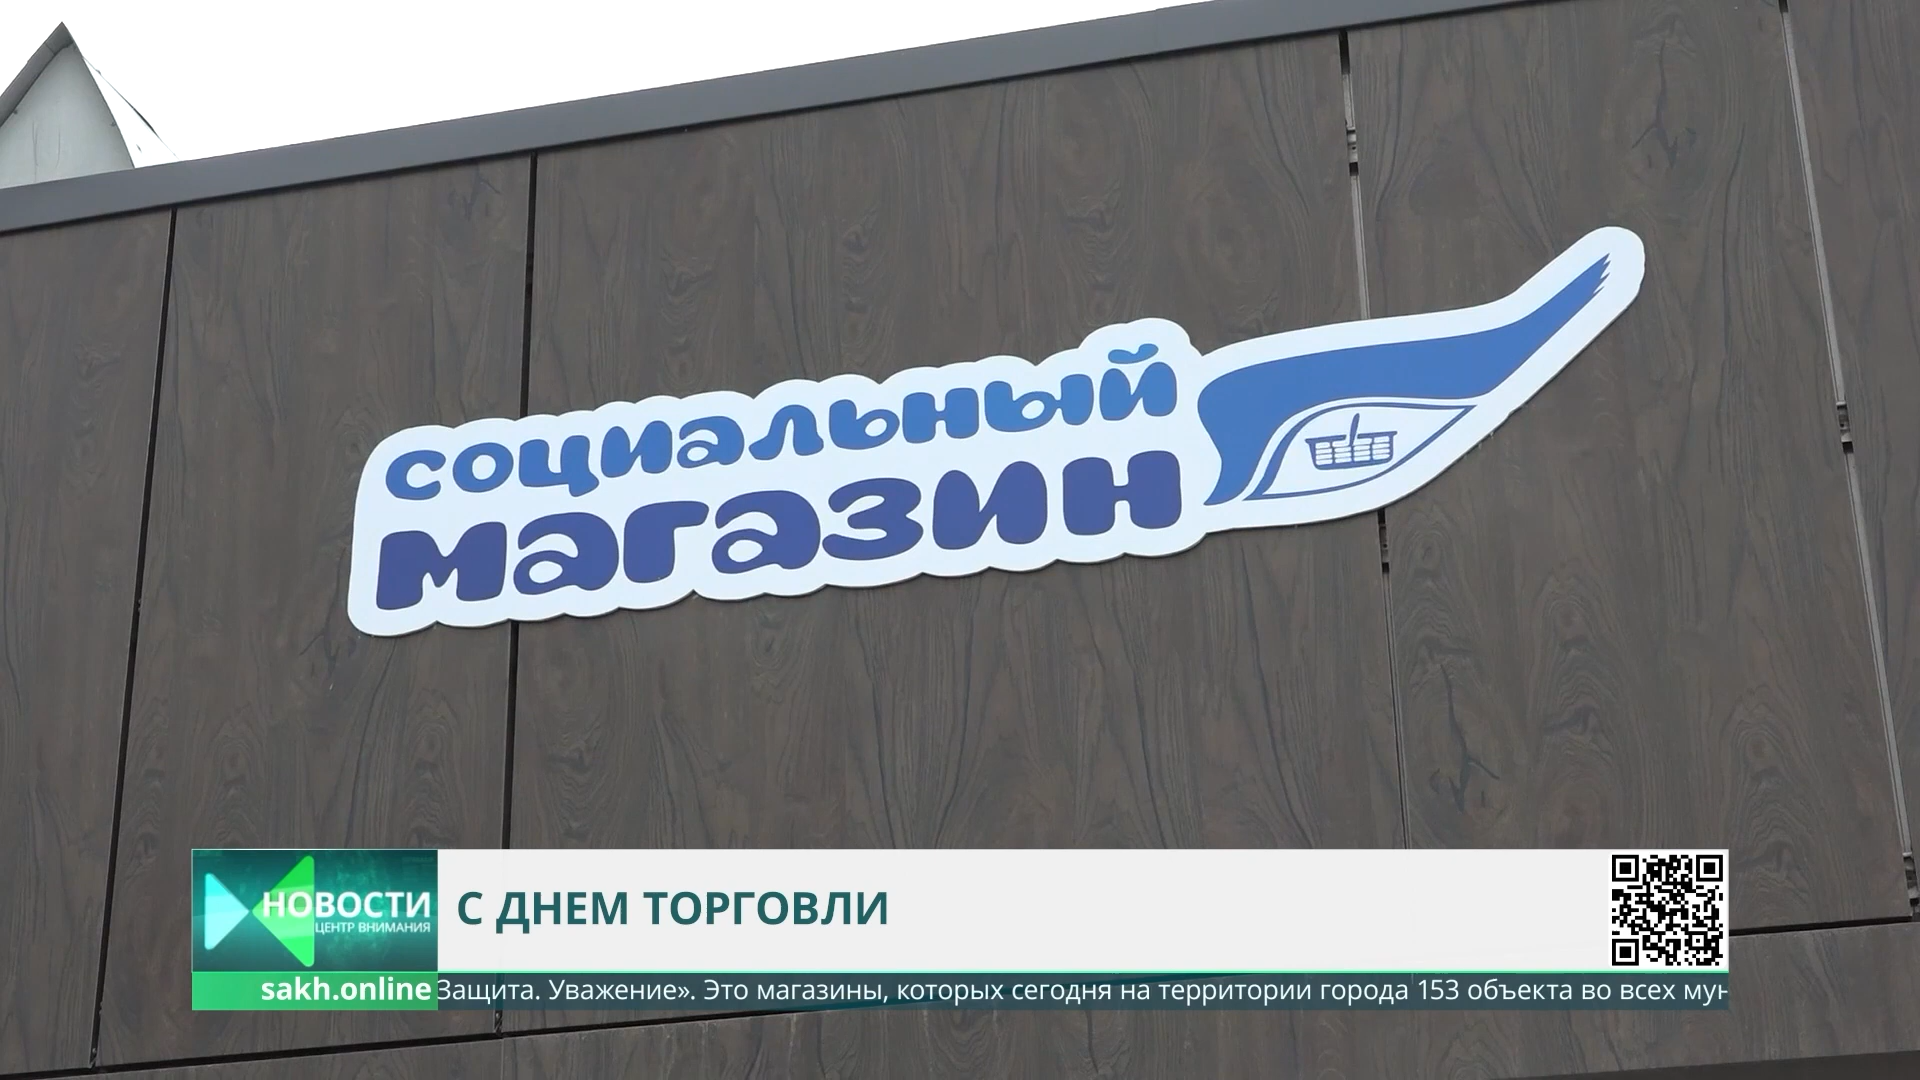 социальный
магазин
НОВОСТИ
ЦЕНТР ВНИМАНИЯ
С ДНЕМ ТОРГОВЛИ
sakh.online
Защита. Уважение». Это магазины, которых сегодня на территории города 153 объекта во всех